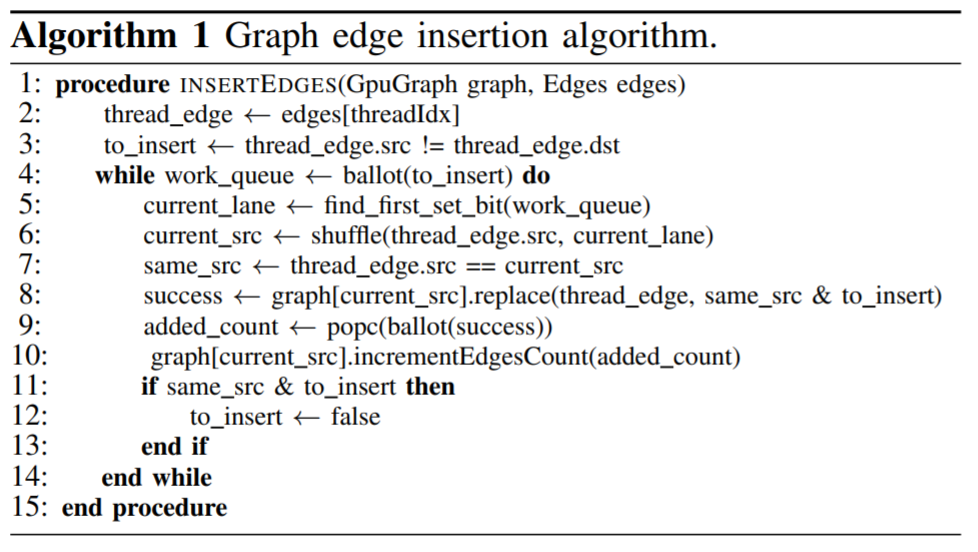 Algorithm 1 Graph edge insertion algorithm.
1: procedure INSERTEDGES(GpuGraph graph, Edges edges)
2: thread_edge ← edges[threadIdx]
3: to_insert ← thread_edge.src != thread_edge.dst
4: while work_queue ← ballot(to_insert) do
5: current_lane ← find_first_set_bit(work_queue)
6: current_src ← shuffle(thread_edge.src, current_lane)
7: same_src ← thread_edge.src == current_src
8: success ← graph[current_src].replace(thread_edge, same_src & to_insert)
9: added_count ← popc(ballot(success))
10: graph[current_src].incrementEdgesCount(added_count)
11: if same_src & to_insert then
12: to_insert ← false
13: end if
14: end while
15: end procedure